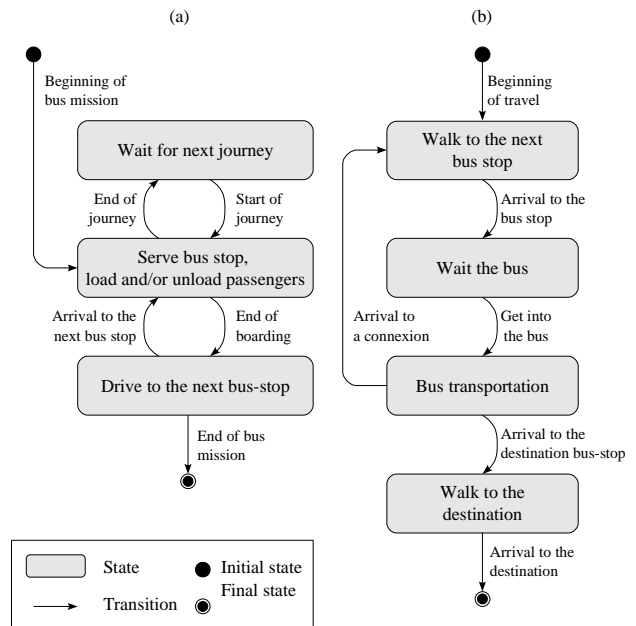 (a)
Beginning of
bus mission
Wait for next journey
End of
journey
Start of
journey
Serve bus stop,
load and/or unload passengers
Arrival to the
next bus stop
End of
boarding
Drive to the next bus-stop
End of bus
mission
(b)
Beginning
of travel
Walk to the next
bus stop
Arrival to the
bus stop
Wait the bus
Arrival to
a connexion
Get into
the bus
Bus transportation
Arrival to the
destination bus-stop
Walk to the
destination
Arrival to the
destination
State
Initial state
Transition
Final state